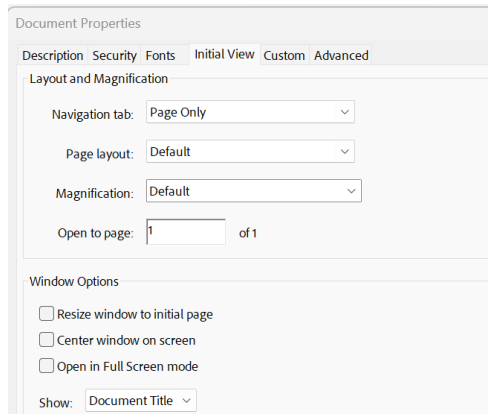 Document Properties
Description Security Fonts Initial View Custom Advanced
Layout and Magnification
Navigation tab: Page Only
Page layout: Default
Magnification: Default
Open to page: 1 of 1
Window Options
Resize window to initial page
Center window on screen
Open in Full Screen mode
Show: Document Title